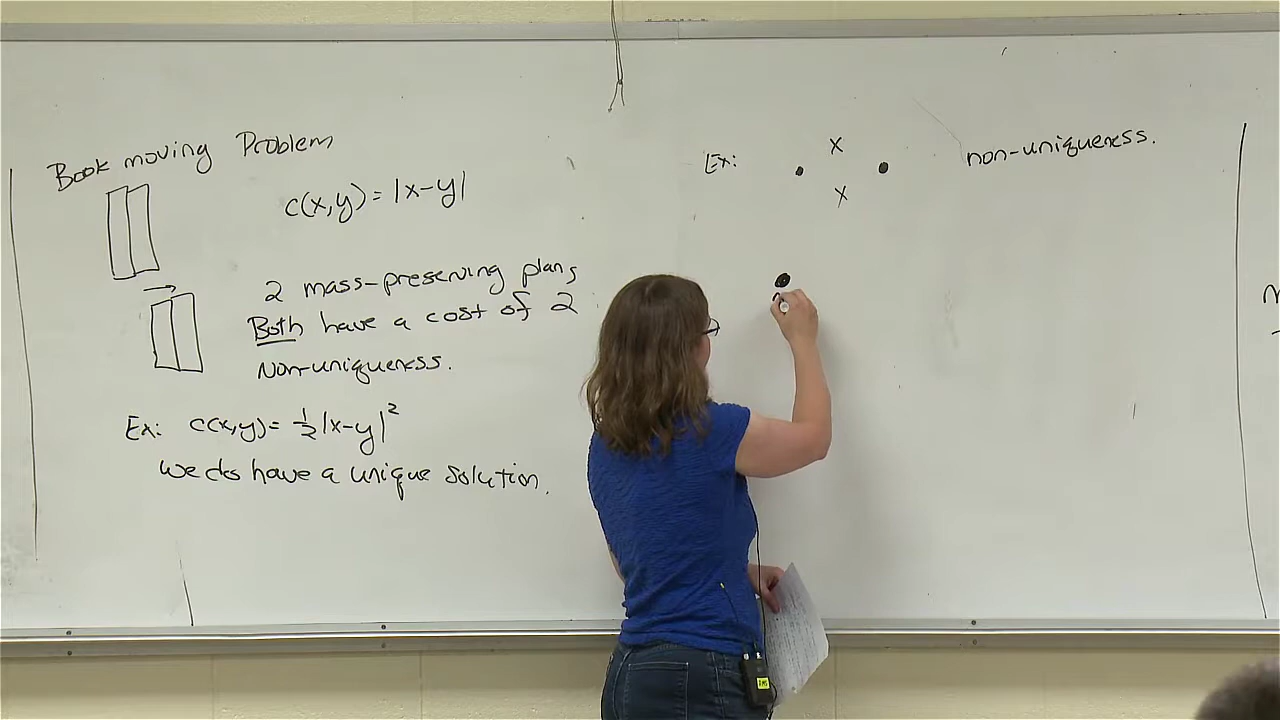 Book moving Problem
c(x,y) = |x-y|
2 mass-preserving plans
Both have a cost of 2
Non-uniqueness.
Ex: c(x,y) = 1/2 |x-y|^2
we do have a unique solution.
Ex: x x non-uniqueness.